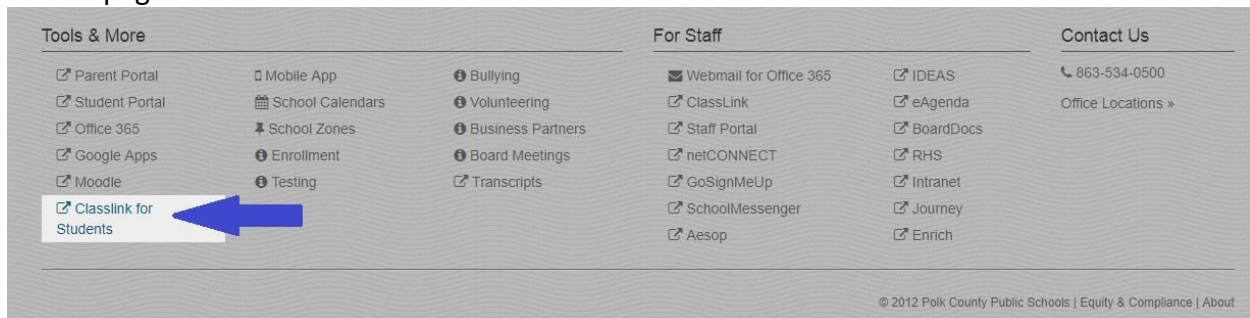 Tools & More
Parent Portal
Student Portal
Office 365
Google Apps
Moodle
Classlink for
Students
Mobile App
School Calendars
School Zones
Enrollment
Testing
Bullying
Volunteering
Business Partners
Board Meetings
Transcripts
For Staff
Webmail for Office 365
ClassLink
Staff Portal
netCONNECT
GoSignMeUp
SchoolMessenger
Aesop
IDEAS
eAgenda
BoardDocs
RHS
Intranet
Journey
Enrich
Contact Us
863-534-0500
Office Locations »
© 2012 Polk County Public Schools | Equity & Compliance | About